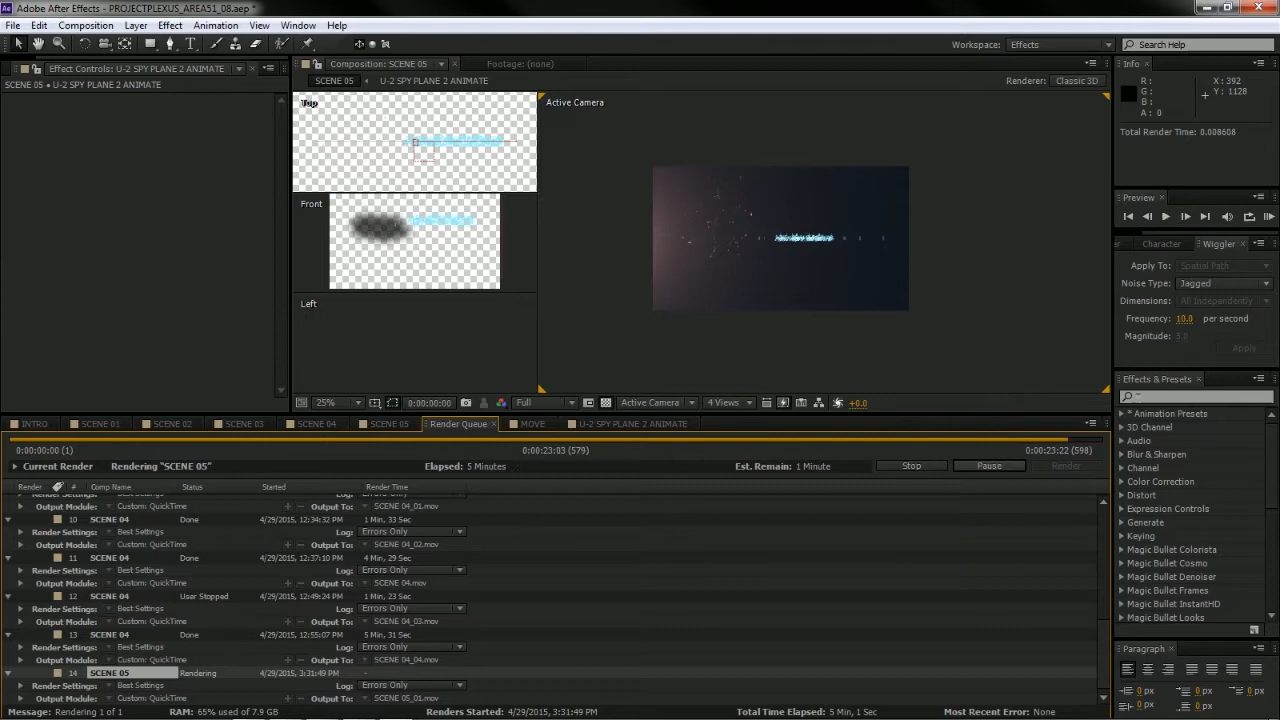 Adobe After Effects - PROJECTPLEXUS_AREA51_08.aep *
File Edit Composition Layer Effect Animation View Window Help
Workspace: Effects Search Help
Effect Controls: U-2 SPY PLANE 2 ANIMATE
SCENE 05 • U-2 SPY PLANE 2 ANIMATE
Composition: SCENE 05 Footage: (none)
SCENE 05 U-2 SPY PLANE 2 ANIMATE
Renderer: Classic 3D
Top
Front
Left
Active Camera
25% 0:00:00:00 Full Active Camera 4 Views +0.0
Info
R:
G:
B:
A: 0
X: 392
Y: 1128
Total Render Time: 0.008608
Preview
Character Wiggler
Apply To: Spatial Path
Noise Type: Jagged
Dimensions: All Independently
Frequency: 10.0 per second
Magnitude: 5.0
Apply
Effects & Presets
* Animation Presets
3D Channel
Audio
Blur & Sharpen
Channel
Color Correction
Distort
Expression Controls
Generate
Keying
Magic Bullet Colorista
Magic Bullet Cosmo
Magic Bullet Denoiser
Magic Bullet Frames
Magic Bullet InstantHD
Magic Bullet Looks
Paragraph
0 px 0 px 0 px
0 px 0 px
INTRO SCENE 01 SCENE 02 SCENE 03 SCENE 04 SCENE 05 Render Queue MOVE U-2 SPY PLANE 2 ANIMATE
0:00:00:00 (1) 0:00:23:03 (579) 0:00:23:22 (598)
Current Render Rendering "SCENE 05" Elapsed: 5 Minutes Est. Remain: 1 Minute Stop Pause Render
Render # Comp Name Status Started Render Time
Render Settings: Best Settings Log: Errors Only
Output Module: Custom: QuickTime Output To: SCENE 04_01.mov
10 SCENE 04 Done 4/29/2015, 12:34:32 PM 1 Min, 33 Sec
Render Settings: Best Settings Log: Errors Only
Output Module: Custom: QuickTime Output To: SCENE 04_02.mov
11 SCENE 04 Done 4/29/2015, 12:37:10 PM 4 Min, 29 Sec
Render Settings: Best Settings Log: Errors Only
Output Module: Custom: QuickTime Output To: SCENE 04.mov
12 SCENE 04 User Stopped 4/29/2015, 12:49:24 PM 1 Min, 23 Sec
Render Settings: Best Settings Log: Errors Only
Output Module: Custom: QuickTime Output To: SCENE 04_03.mov
13 SCENE 04 Done 4/29/2015, 12:55:07 PM 5 Min, 31 Sec
Render Settings: Best Settings Log: Errors Only
Output Module: Custom: QuickTime Output To: SCENE 04_04.mov
14 SCENE 05 Rendering 4/29/2015, 3:31:49 PM -
Render Settings: Best Settings Log: Errors Only
Output Module: Custom: QuickTime Output To: SCENE 05_01.mov
Message: Rendering 1 of 1 RAM: 65% used of 7.9 GB Renders Started: 4/29/2015, 3:31:49 PM Total Time Elapsed: 5 Min, 1 Sec Most Recent Error: None